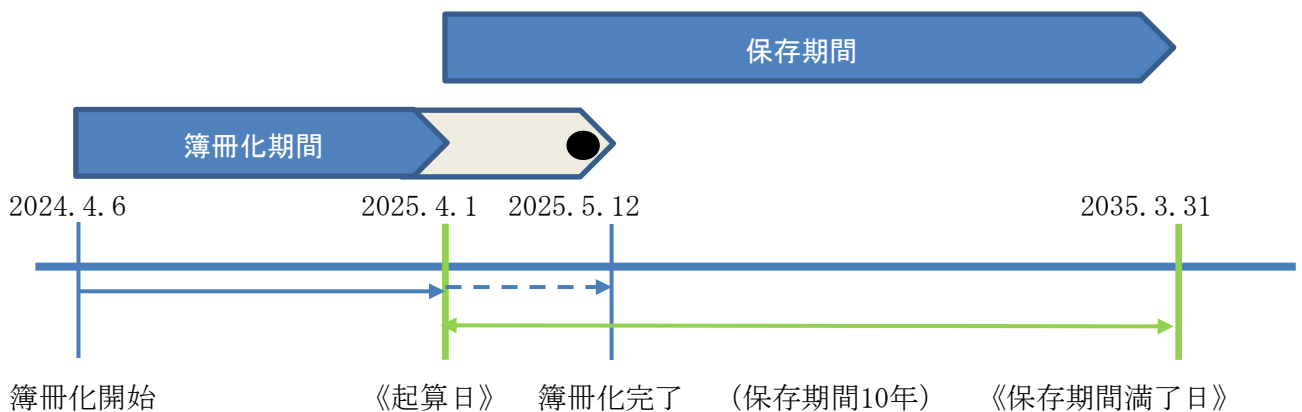 保存期間
簿冊化期間
2024.4.6 2025.4.1 2025.5.12 2035.3.31
簿冊化開始 《起算日》 簿冊化完了 (保存期間10年) 《保存期間満了日》